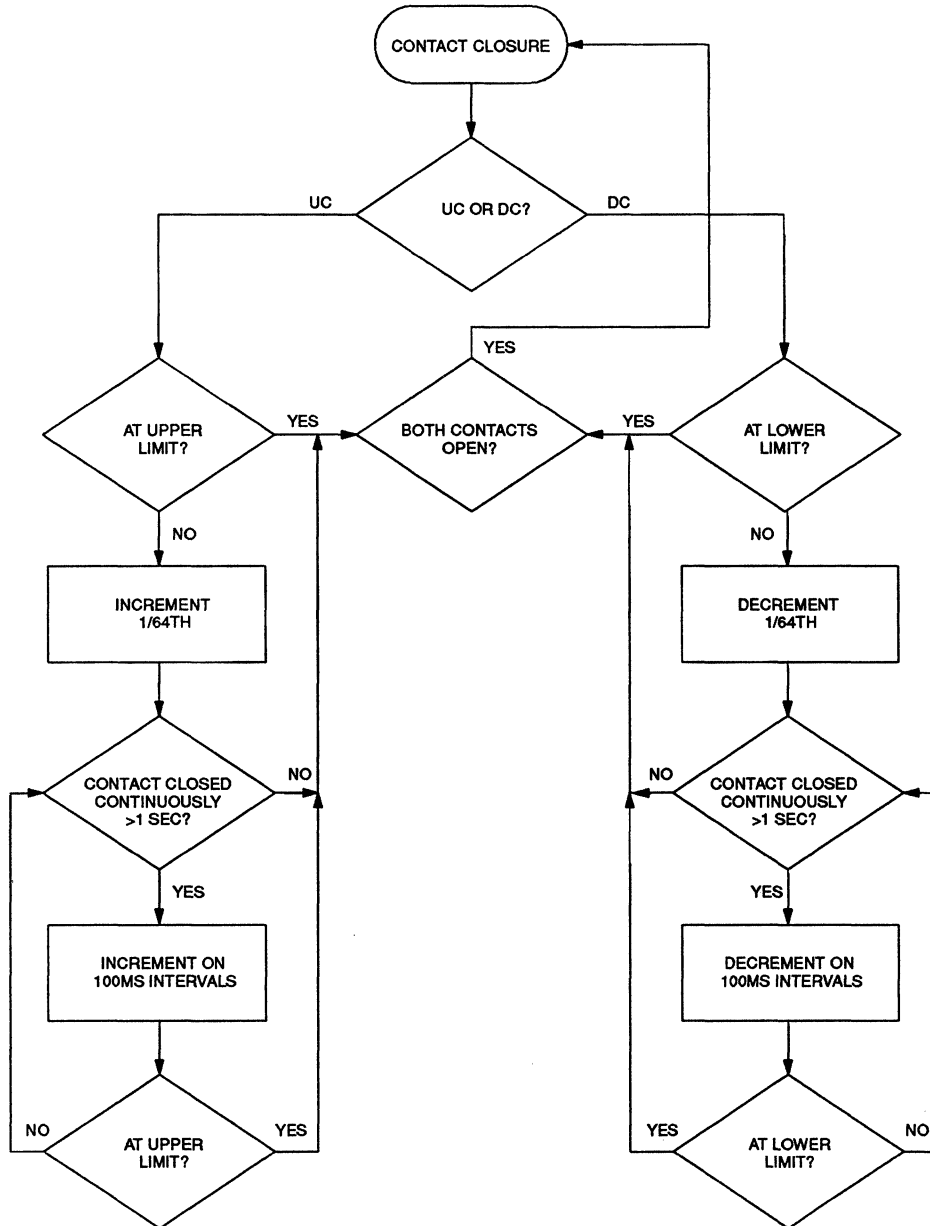 CONTACT CLOSURE
UC
UC OR DC?
DC
YES
AT UPPER
LIMIT?
YES
BOTH CONTACTS
OPEN?
YES
AT LOWER
LIMIT?
NO
NO
INCREMENT
1/64TH
DECREMENT
1/64TH
CONTACT CLOSED
CONTINUOUSLY
>1 SEC?
NO
NO
CONTACT CLOSED
CONTINUOUSLY
>1 SEC?
YES
YES
INCREMENT ON
100MS INTERVALS
DECREMENT ON
100MS INTERVALS
NO
AT UPPER
LIMIT?
YES
YES
AT LOWER
LIMIT?
NO